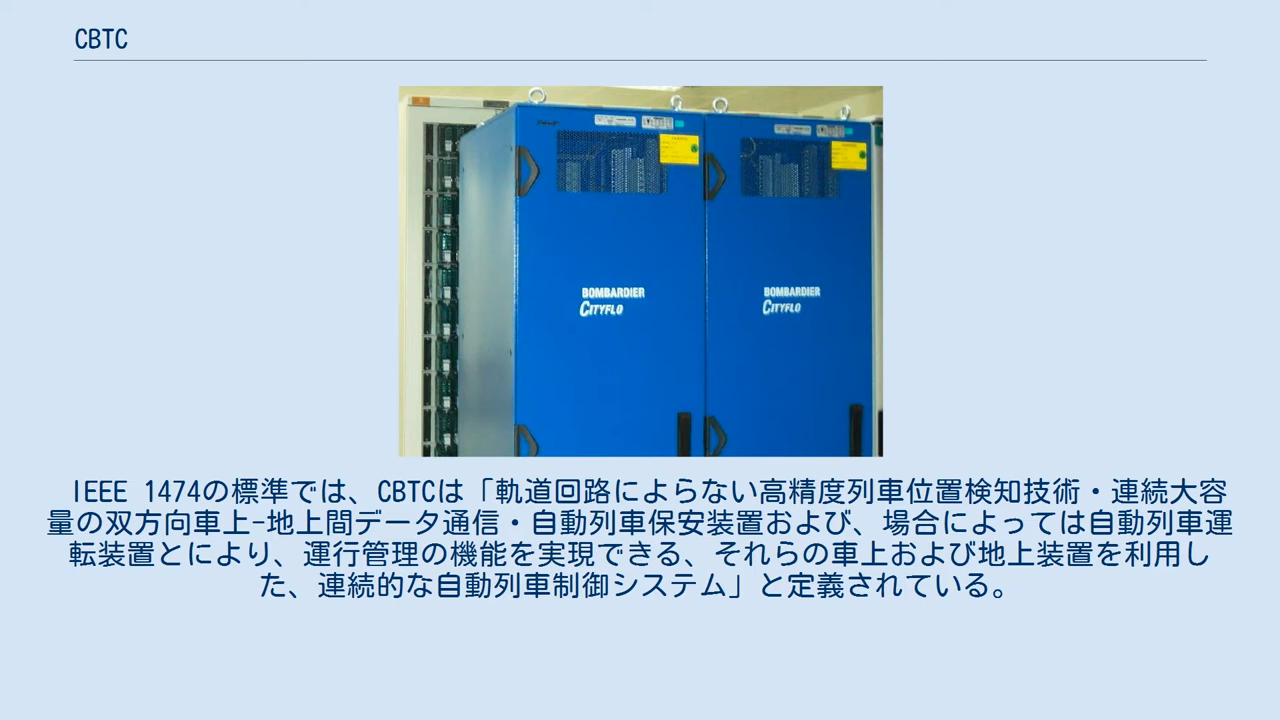 CBTC
BOMBARDIER
CITYFLO
BOMBARDIER
CITYFLO
IEEE 1474の標準では、CBTCは「軌道回路によらない高精度列車位置検知技術・連続大容
量の双方向車上-地上間データ通信・自動列車保安装置および、場合によっては自動列車運
転装置とにより、運行管理の機能を実現できる、それらの車上および地上装置を利用し
た、連続的な自動列車制御システム」と定義されている。